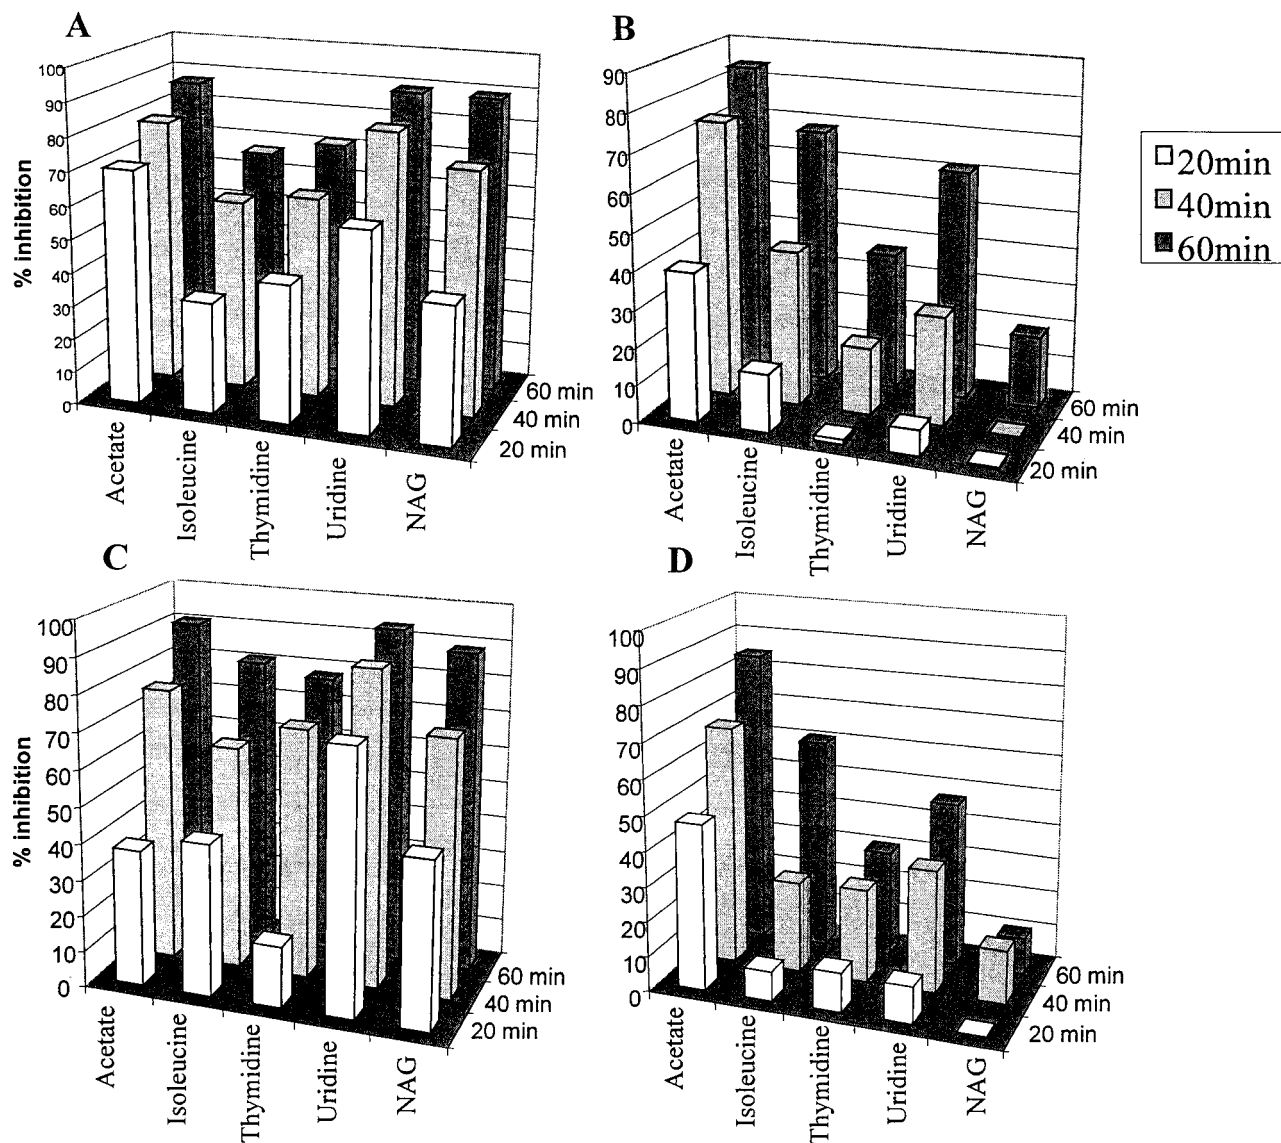 A
100
90
80
70
60
50
40
30
20
10
0
% inhibition
Acetate
Isoleucine
Thymidine
Uridine
NAG
60 min
40 min
20 min
B
90
80
70
60
50
40
30
20
10
0
Acetate
Isoleucine
Thymidine
Uridine
NAG
60 min
40 min
20 min
20min
40min
60min
C
100
90
80
70
60
50
40
30
20
10
0
% inhibition
Acetate
Isoleucine
Thymidine
Uridine
NAG
60 min
40 min
20 min
D
100
90
80
70
60
50
40
30
20
10
0
Acetate
Isoleucine
Thymidine
Uridine
NAG
60 min
40 min
20 min